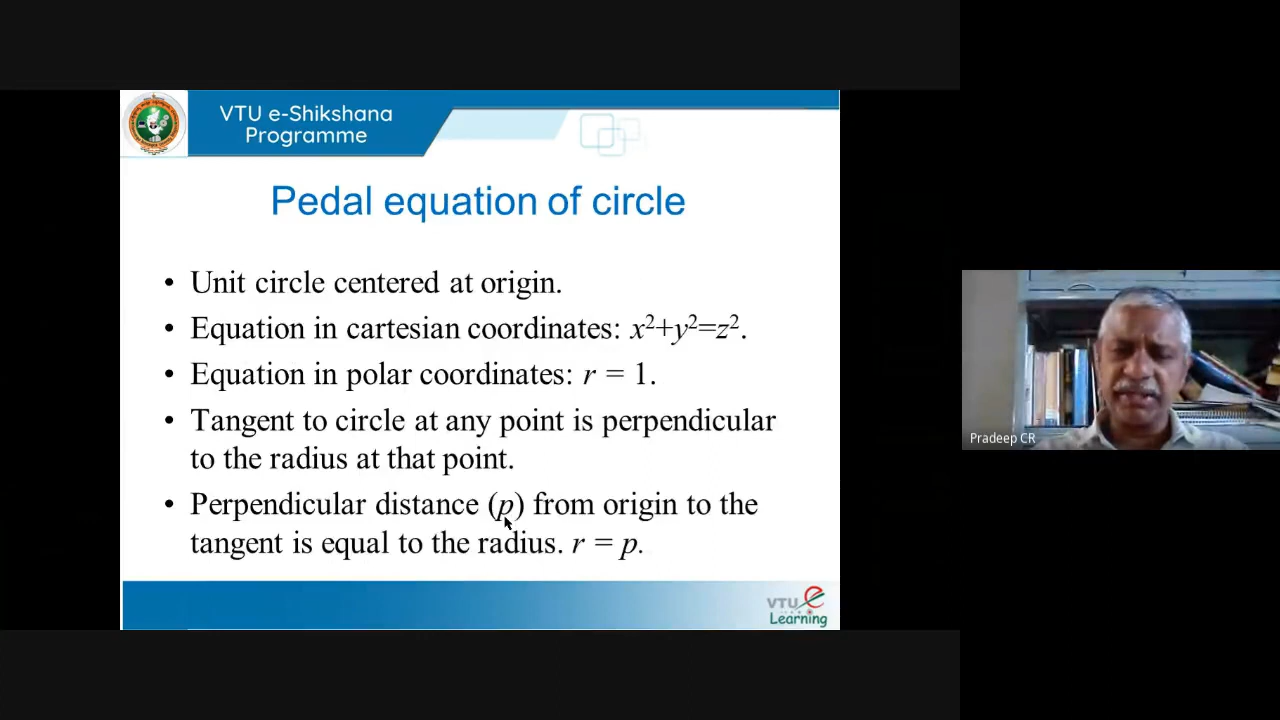 VTU e-Shikshana
Programme
Pedal equation of circle
• Unit circle centered at origin.
• Equation in cartesian coordinates: x²+y²=z².
• Equation in polar coordinates: r = 1.
• Tangent to circle at any point is perpendicular
to the radius at that point.
• Perpendicular distance (p) from origin to the
tangent is equal to the radius. r = p.
Pradeep CR
VTU e
Learning